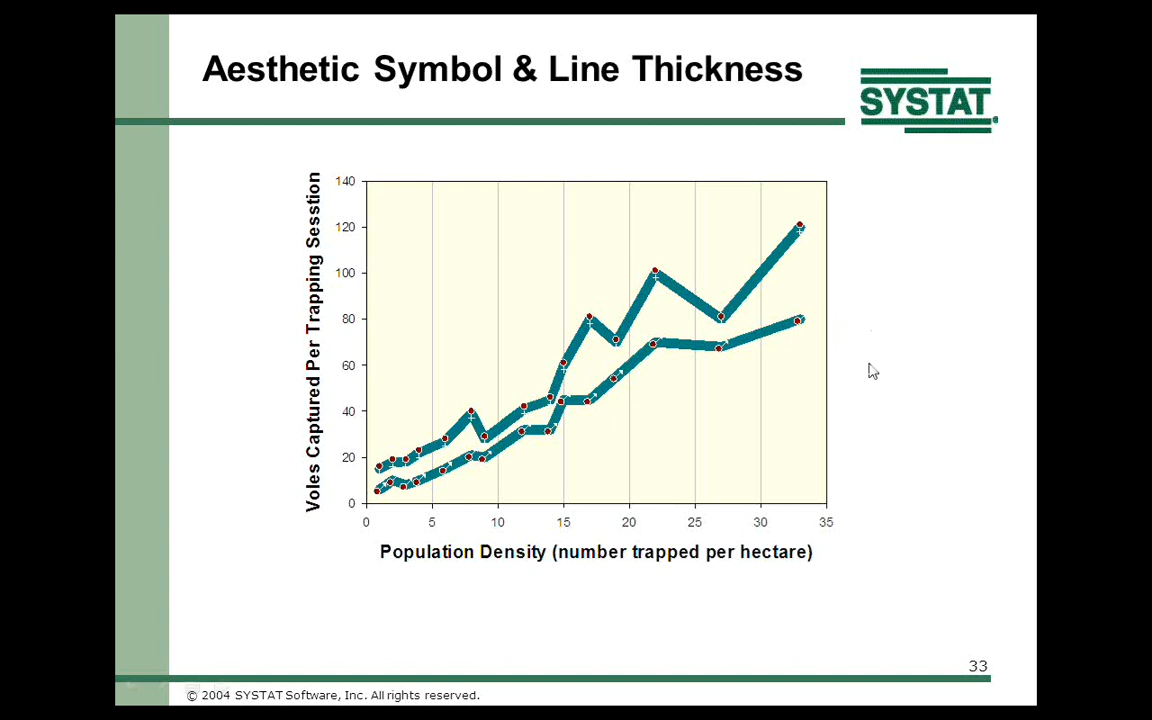 Aesthetic Symbol & Line Thickness
SYSTAT®
Voles Captured Per Trapping Sesstion
140
120
100
80
60
40
20
0
0 5 10 15 20 25 30 35
Population Density (number trapped per hectare)
33
© 2004 SYSTAT Software, Inc. All rights reserved.